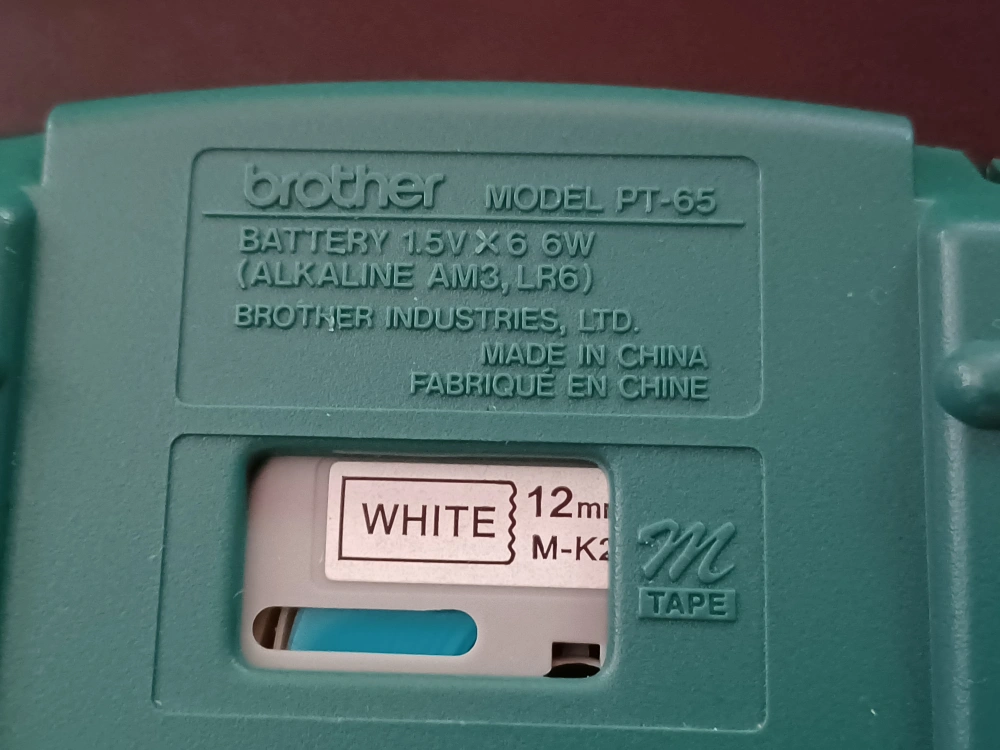 brother MODEL PT-65
BATTERY 1.5V X 6 6W
(ALKALINE AM3, LR6)
BROTHER INDUSTRIES, LTD.
MADE IN CHINA
FABRIQUÉ EN CHINE
WHITE
12m
M-K2
M
TAPE